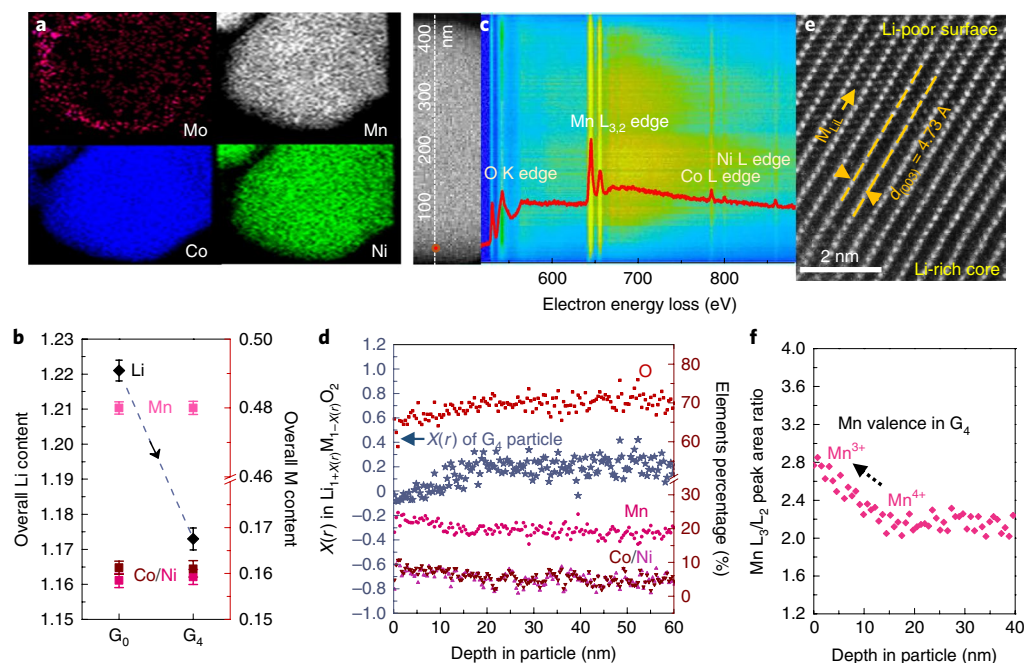 a
Mo
Mn
Co
Ni
400
300
200
100
nm
c
O K edge
Mn L3,2 edge
Ni L edge
Co L edge
600
700
800
Electron energy loss (eV)
e
Li-poor surface
MLiL
d(003) = 4.73 A
2 nm
Li-rich core
b
Overall Li content
1.23
1.22
1.21
1.20
1.19
1.18
1.17
1.16
1.15
Li
Mn
Co/Ni
G0
G4
0.50
0.48
0.46
0.17
0.16
0.15
Overall M content
d
X(r) in Li1+X(r)M1−X(r)O2
1.2
1.0
0.8
0.6
0.4
0.2
0
−0.2
−0.4
−0.6
−0.8
−1.0
O
X(r) of G4 particle
Mn
Co/Ni
80
70
60
30
20
10
0
Elements percentage (%)
0
10
20
30
40
50
60
Depth in particle (nm)
f
Mn L3/L2 peak area ratio
4.0
3.6
3.2
2.8
2.4
2.0
1.6
1.2
Mn valence in G4
Mn3+
Mn4+
0
10
20
30
40
Depth in particle (nm)